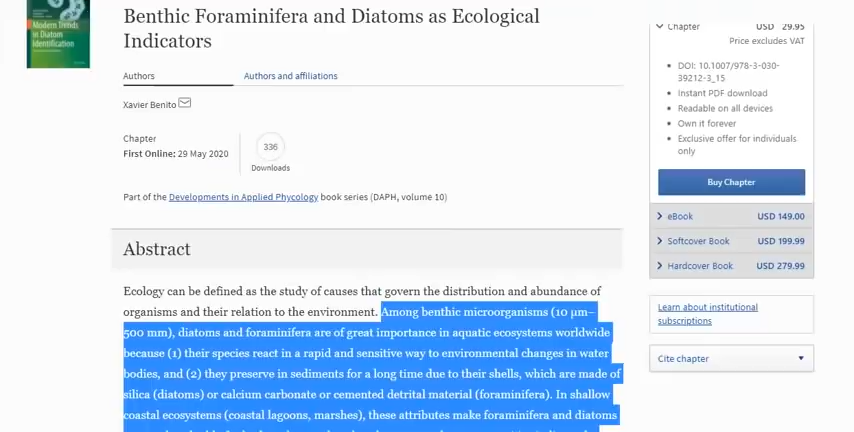 Modern Trends
in Diatom
Identification
Benthic Foraminifera and Diatoms as Ecological
Indicators
Authors
Authors and affiliations
Xavier Benito
Chapter
First Online: 29 May 2020
336
Downloads
Part of the Developments in Applied Phycology book series (DAPH, volume 10)
Abstract
Ecology can be defined as the study of causes that govern the distribution and abundance of
organisms and their relation to the environment. Among benthic microorganisms (10 μm–
500 mm), diatoms and foraminifera are of great importance in aquatic ecosystems worldwide
because (1) their species react in a rapid and sensitive way to environmental changes in water
bodies, and (2) they preserve in sediments for a long time due to their shells, which are made of
silica (diatoms) or calcium carbonate or cemented detrital material (foraminifera). In shallow
coastal ecosystems (coastal lagoons, marshes), these attributes make foraminifera and diatoms
Chapter USD 29.95
Price excludes VAT
DOI: 10.1007/978-3-030-
39212-3_15
Instant PDF download
Readable on all devices
Own it forever
Exclusive offer for individuals
only
Buy Chapter
eBook USD 149.00
Softcover Book USD 199.99
Hardcover Book USD 279.99
Learn about institutional
subscriptions
Cite chapter